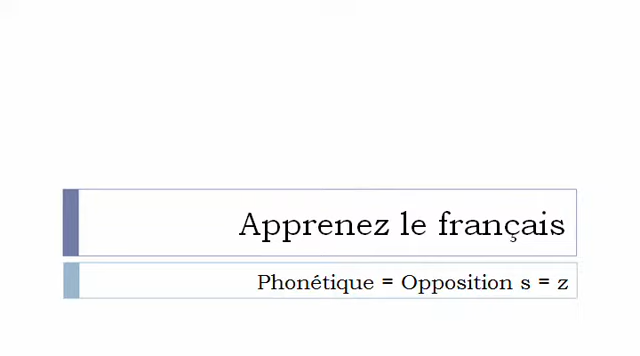 Apprenez le français
Phonétique = Opposition s = z